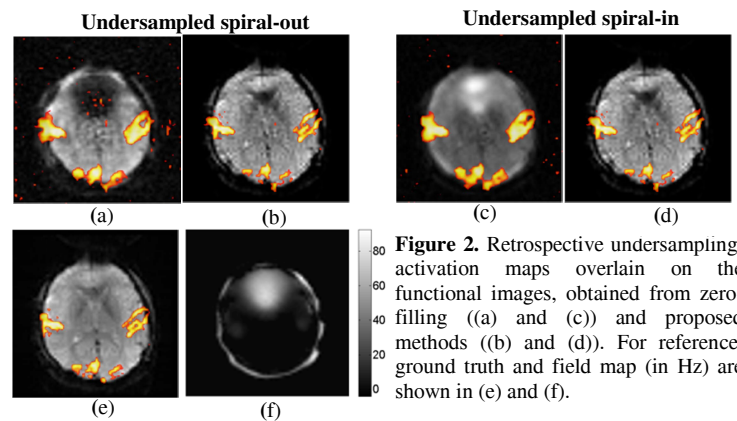 Undersampled spiral-out
Undersampled spiral-in
(a)
(b)
(c)
(d)
80
60
40
20
0
(e)
(f)
Figure 2. Retrospective undersampling
activation maps overlain on the
functional images, obtained from zero
filling ((a) and (c)) and proposed
methods ((b) and (d)). For reference
ground truth and field map (in Hz) are
shown in (e) and (f).